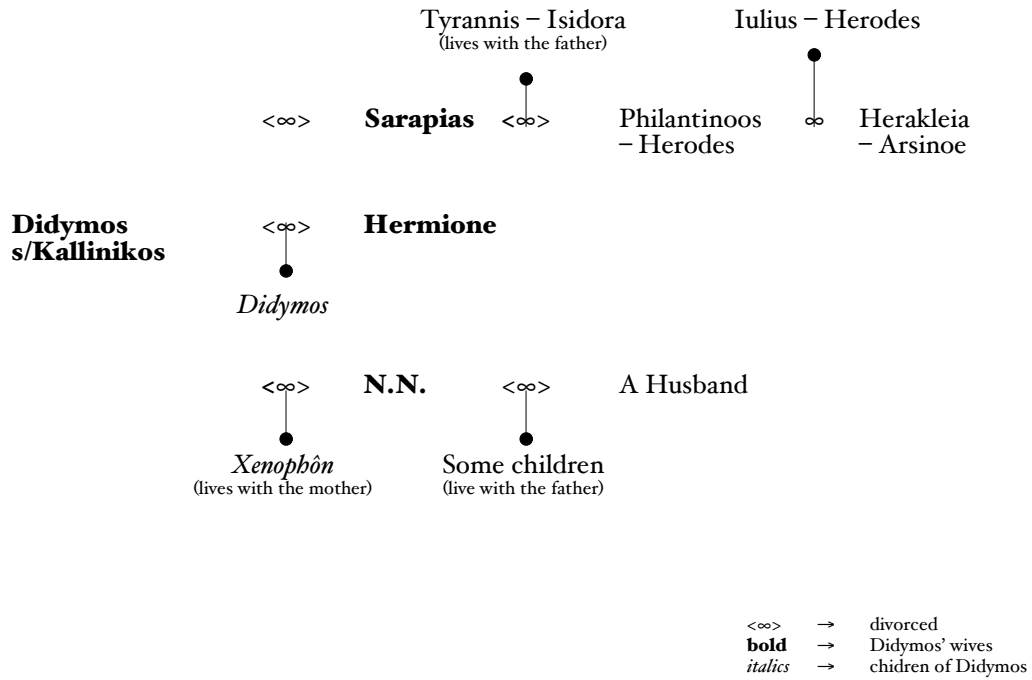 Tyrannis – Isidora
(lives with the father)
Iulius – Herodes
<∞> Sarapias <∞> Philantinoos ∞ Herakleia
– Herodes – Arsinoe
Didymos <∞> Hermione
s/Kallinikos
Didymos
<∞> N.N. <∞> A Husband
Xenophôn Some children
(lives with the mother) (live with the father)
<∞> → divorced
bold → Didymos’ wives
italics → chidren of Didymos